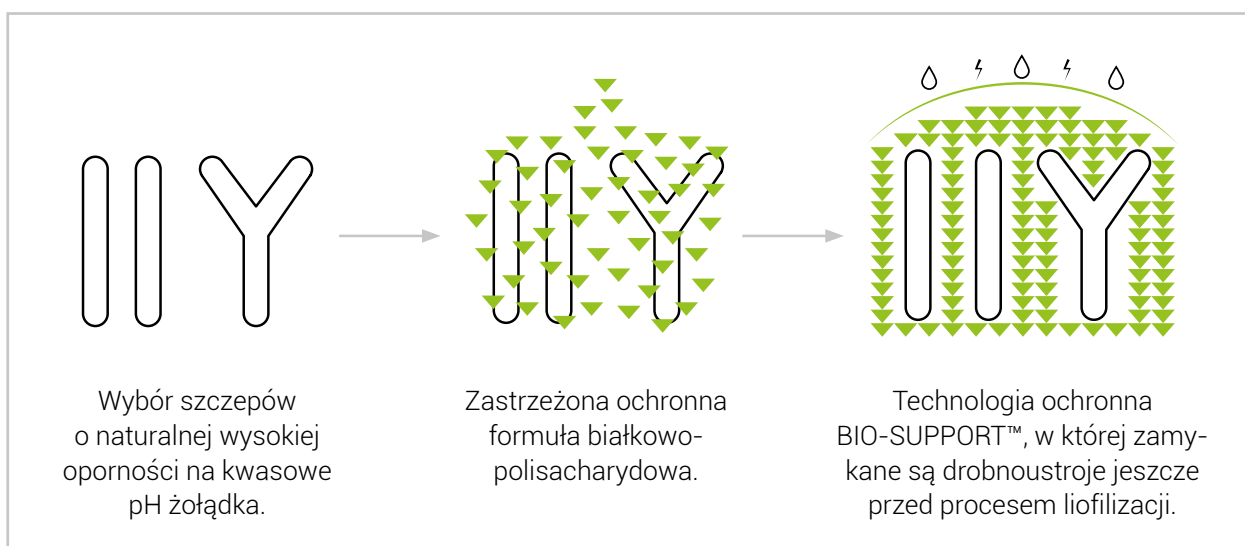 Wybór szczepów
o naturalnej wysokiej
oporności na kwasowe
pH żołądka.
Zastrzeżona ochronna
formuła białkowo-
polisacharydowa.
Technologia ochronna
BIO-SUPPORT™, w której zamy-
kane są drobnoustroje jeszcze
przed procesem liofilizacji.